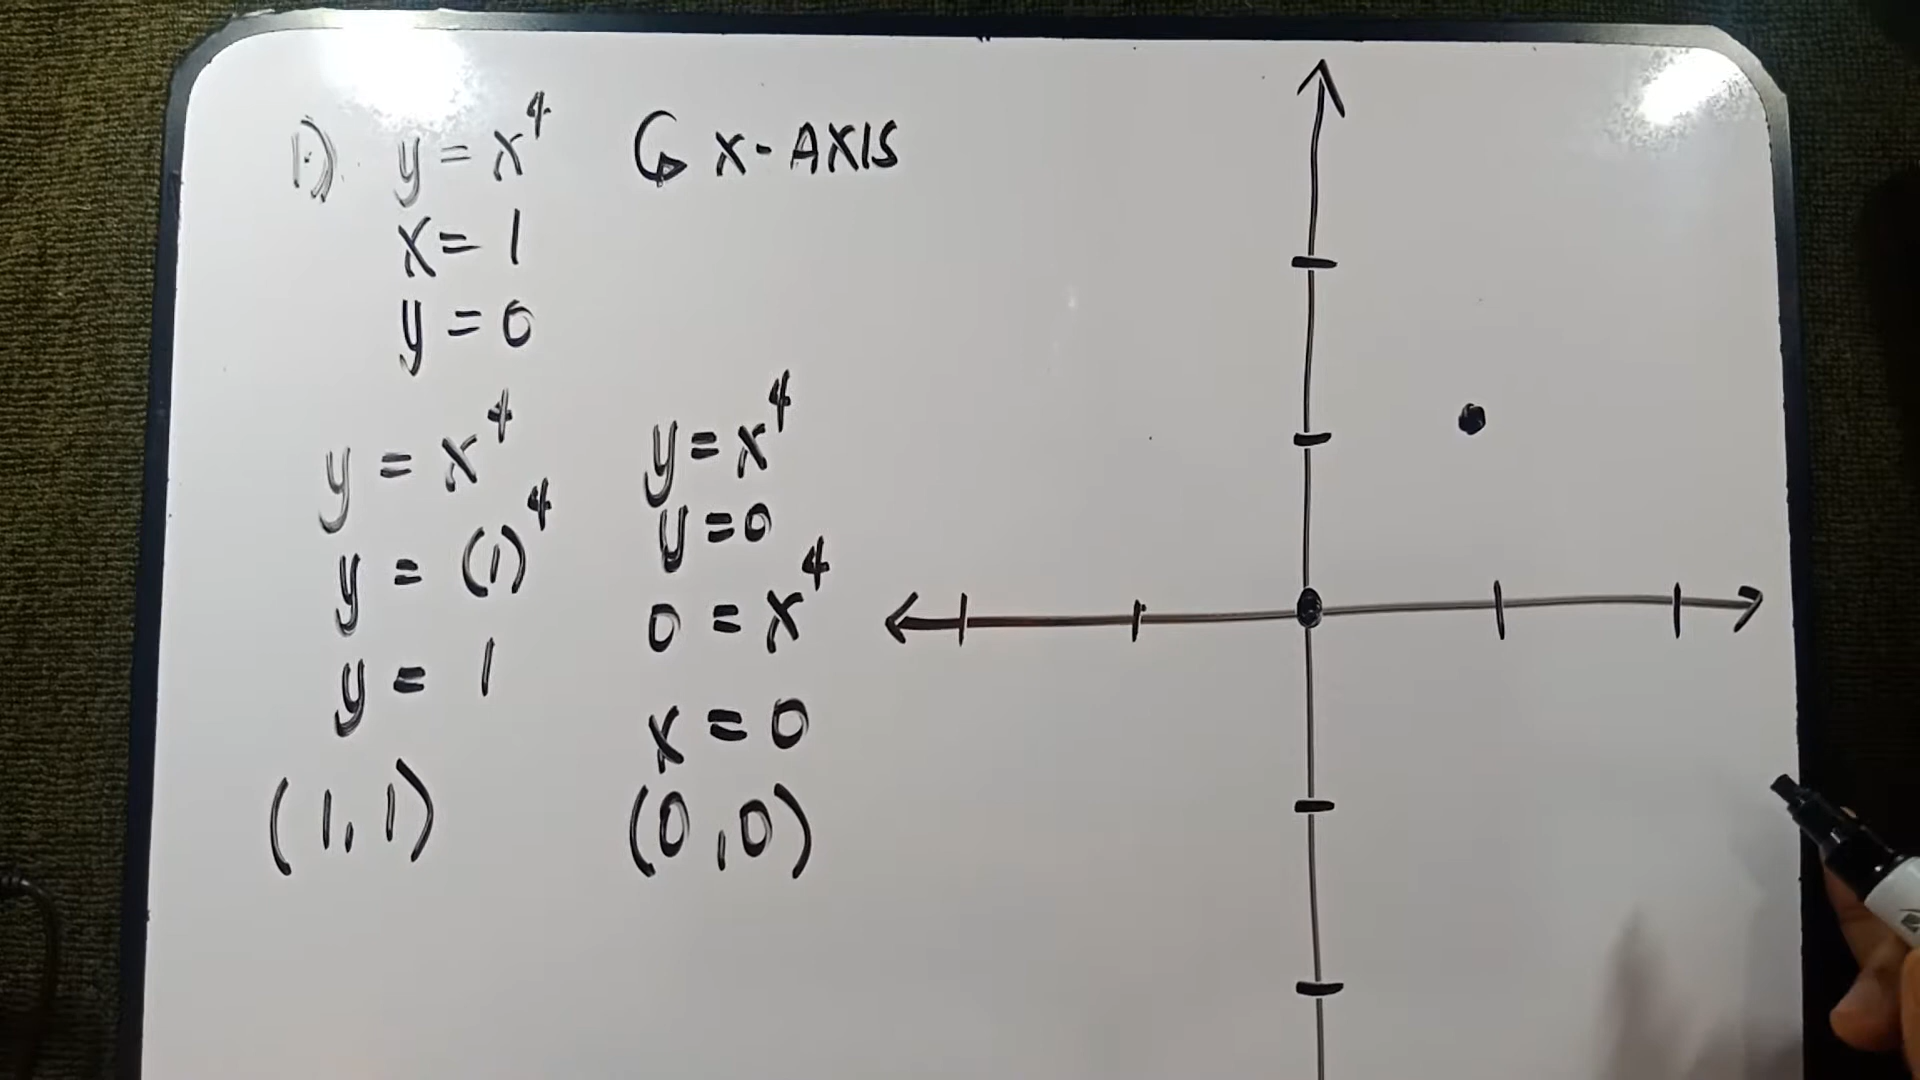 1.) y = x⁴ ↷ X-AXIS
x = 1
y = 0
y = x⁴
y = (1)⁴
y = 1
(1, 1)
y = x⁴
y = 0
0 = x⁴
x = 0
(0, 0)